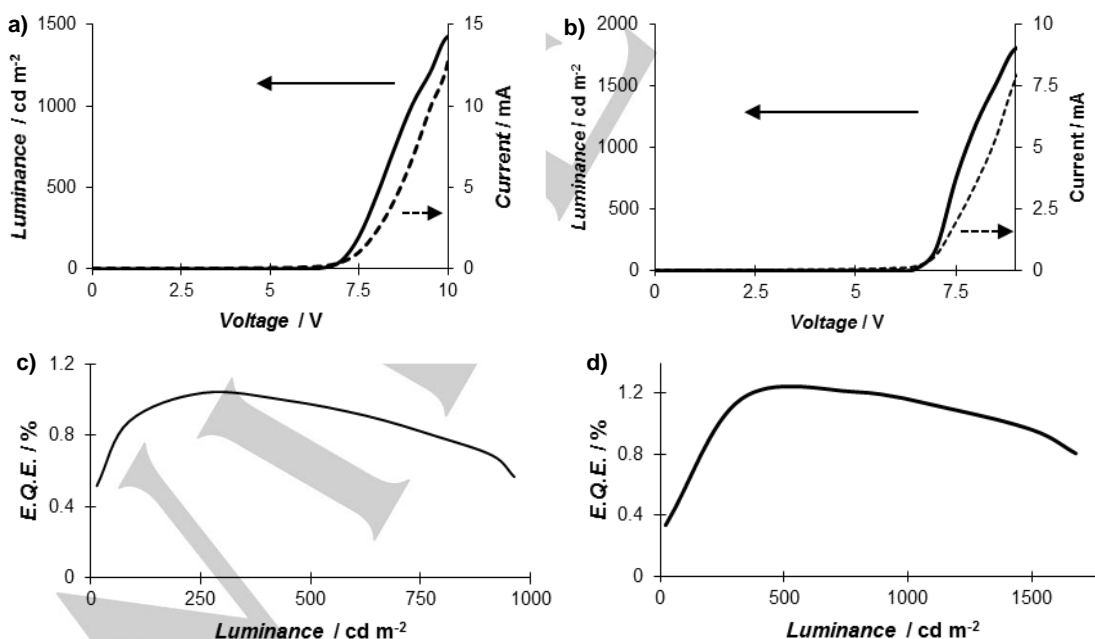 a)
1500
1000
500
0
Luminance / cd m⁻²
0 2.5 5 7.5 10
Voltage / V
15
10
5
0
Current / mA
b)
2000
1500
1000
500
0
Luminance / cd m⁻²
0 2.5 5 7.5
Voltage / V
10
7.5
5
2.5
0
Current / mA
c)
1.2
0.8
0.4
0
E.Q.E. / %
0 250 500 750 1000
Luminance / cd m⁻²
d)
1.2
0.8
0.4
0
E.Q.E. / %
0 500 1000 1500
Luminance / cd m⁻²